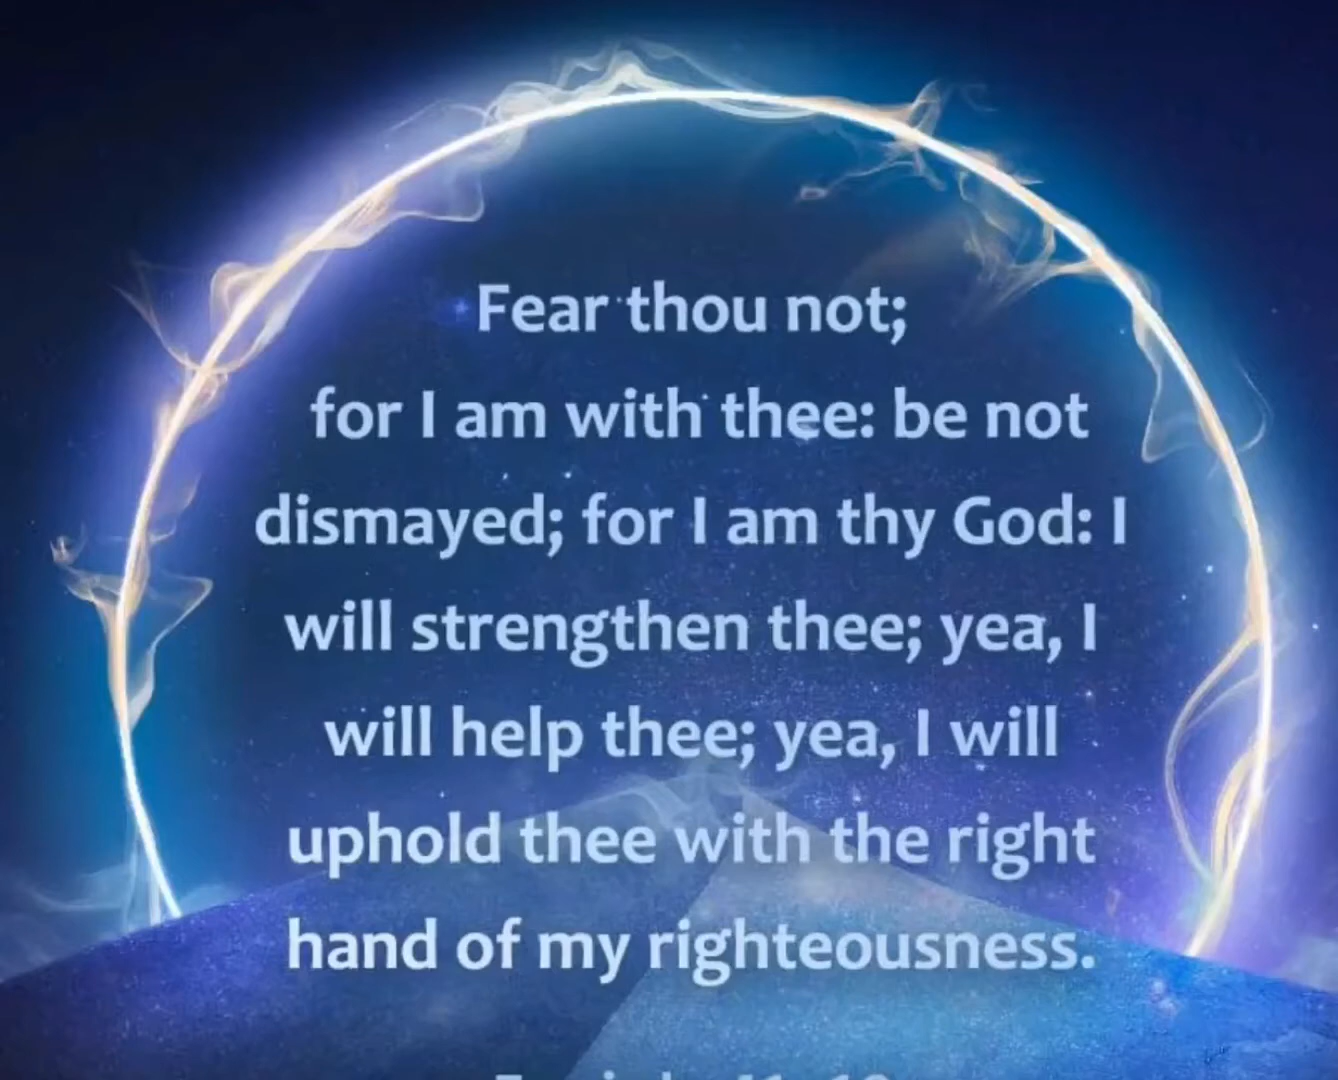 Fear thou not;
for I am with thee: be not
dismayed; for I am thy God: I
will strengthen thee; yea, I
will help thee; yea, I will
uphold thee with the right
hand of my righteousness.